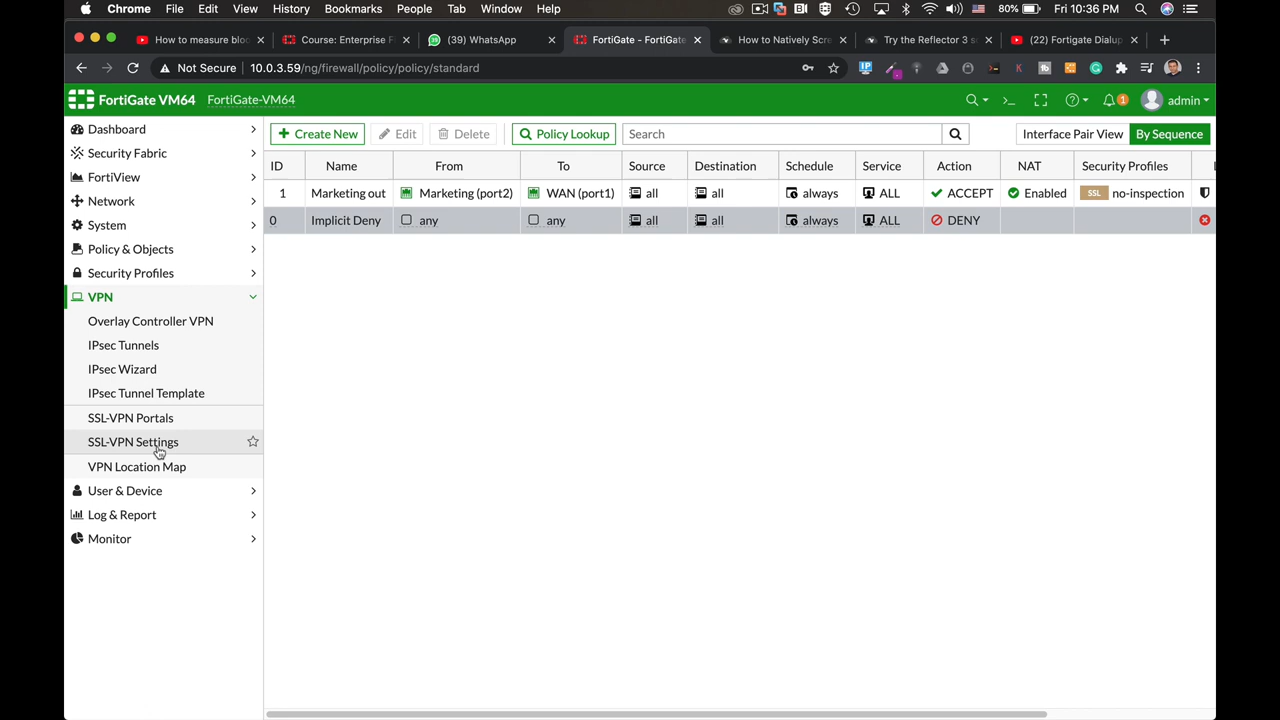 Chrome File Edit View History Bookmarks People Tab Window Help 80% Fri 10:36 PM
How to measure bloc Course: Enterprise F (39) WhatsApp FortiGate - FortiGate How to Natively Scre Try the Reflector 3 s (22) Fortigate Dialup
Not Secure 10.0.3.59/ng/firewall/policy/policy/standard
FortiGate VM64 FortiGate-VM64 >_ 1 admin
Dashboard
Security Fabric
FortiView
Network
System
Policy & Objects
Security Profiles
VPN
Overlay Controller VPN
IPsec Tunnels
IPsec Wizard
IPsec Tunnel Template
SSL-VPN Portals
SSL-VPN Settings
VPN Location Map
User & Device
Log & Report
Monitor
+ Create New Edit Delete Policy Lookup Search Interface Pair View By Sequence
ID Name From To Source Destination Schedule Service Action NAT Security Profiles
1 Marketing out Marketing (port2) WAN (port1) all all always ALL ACCEPT Enabled SSL no-inspection
0 Implicit Deny any any all all always ALL DENY